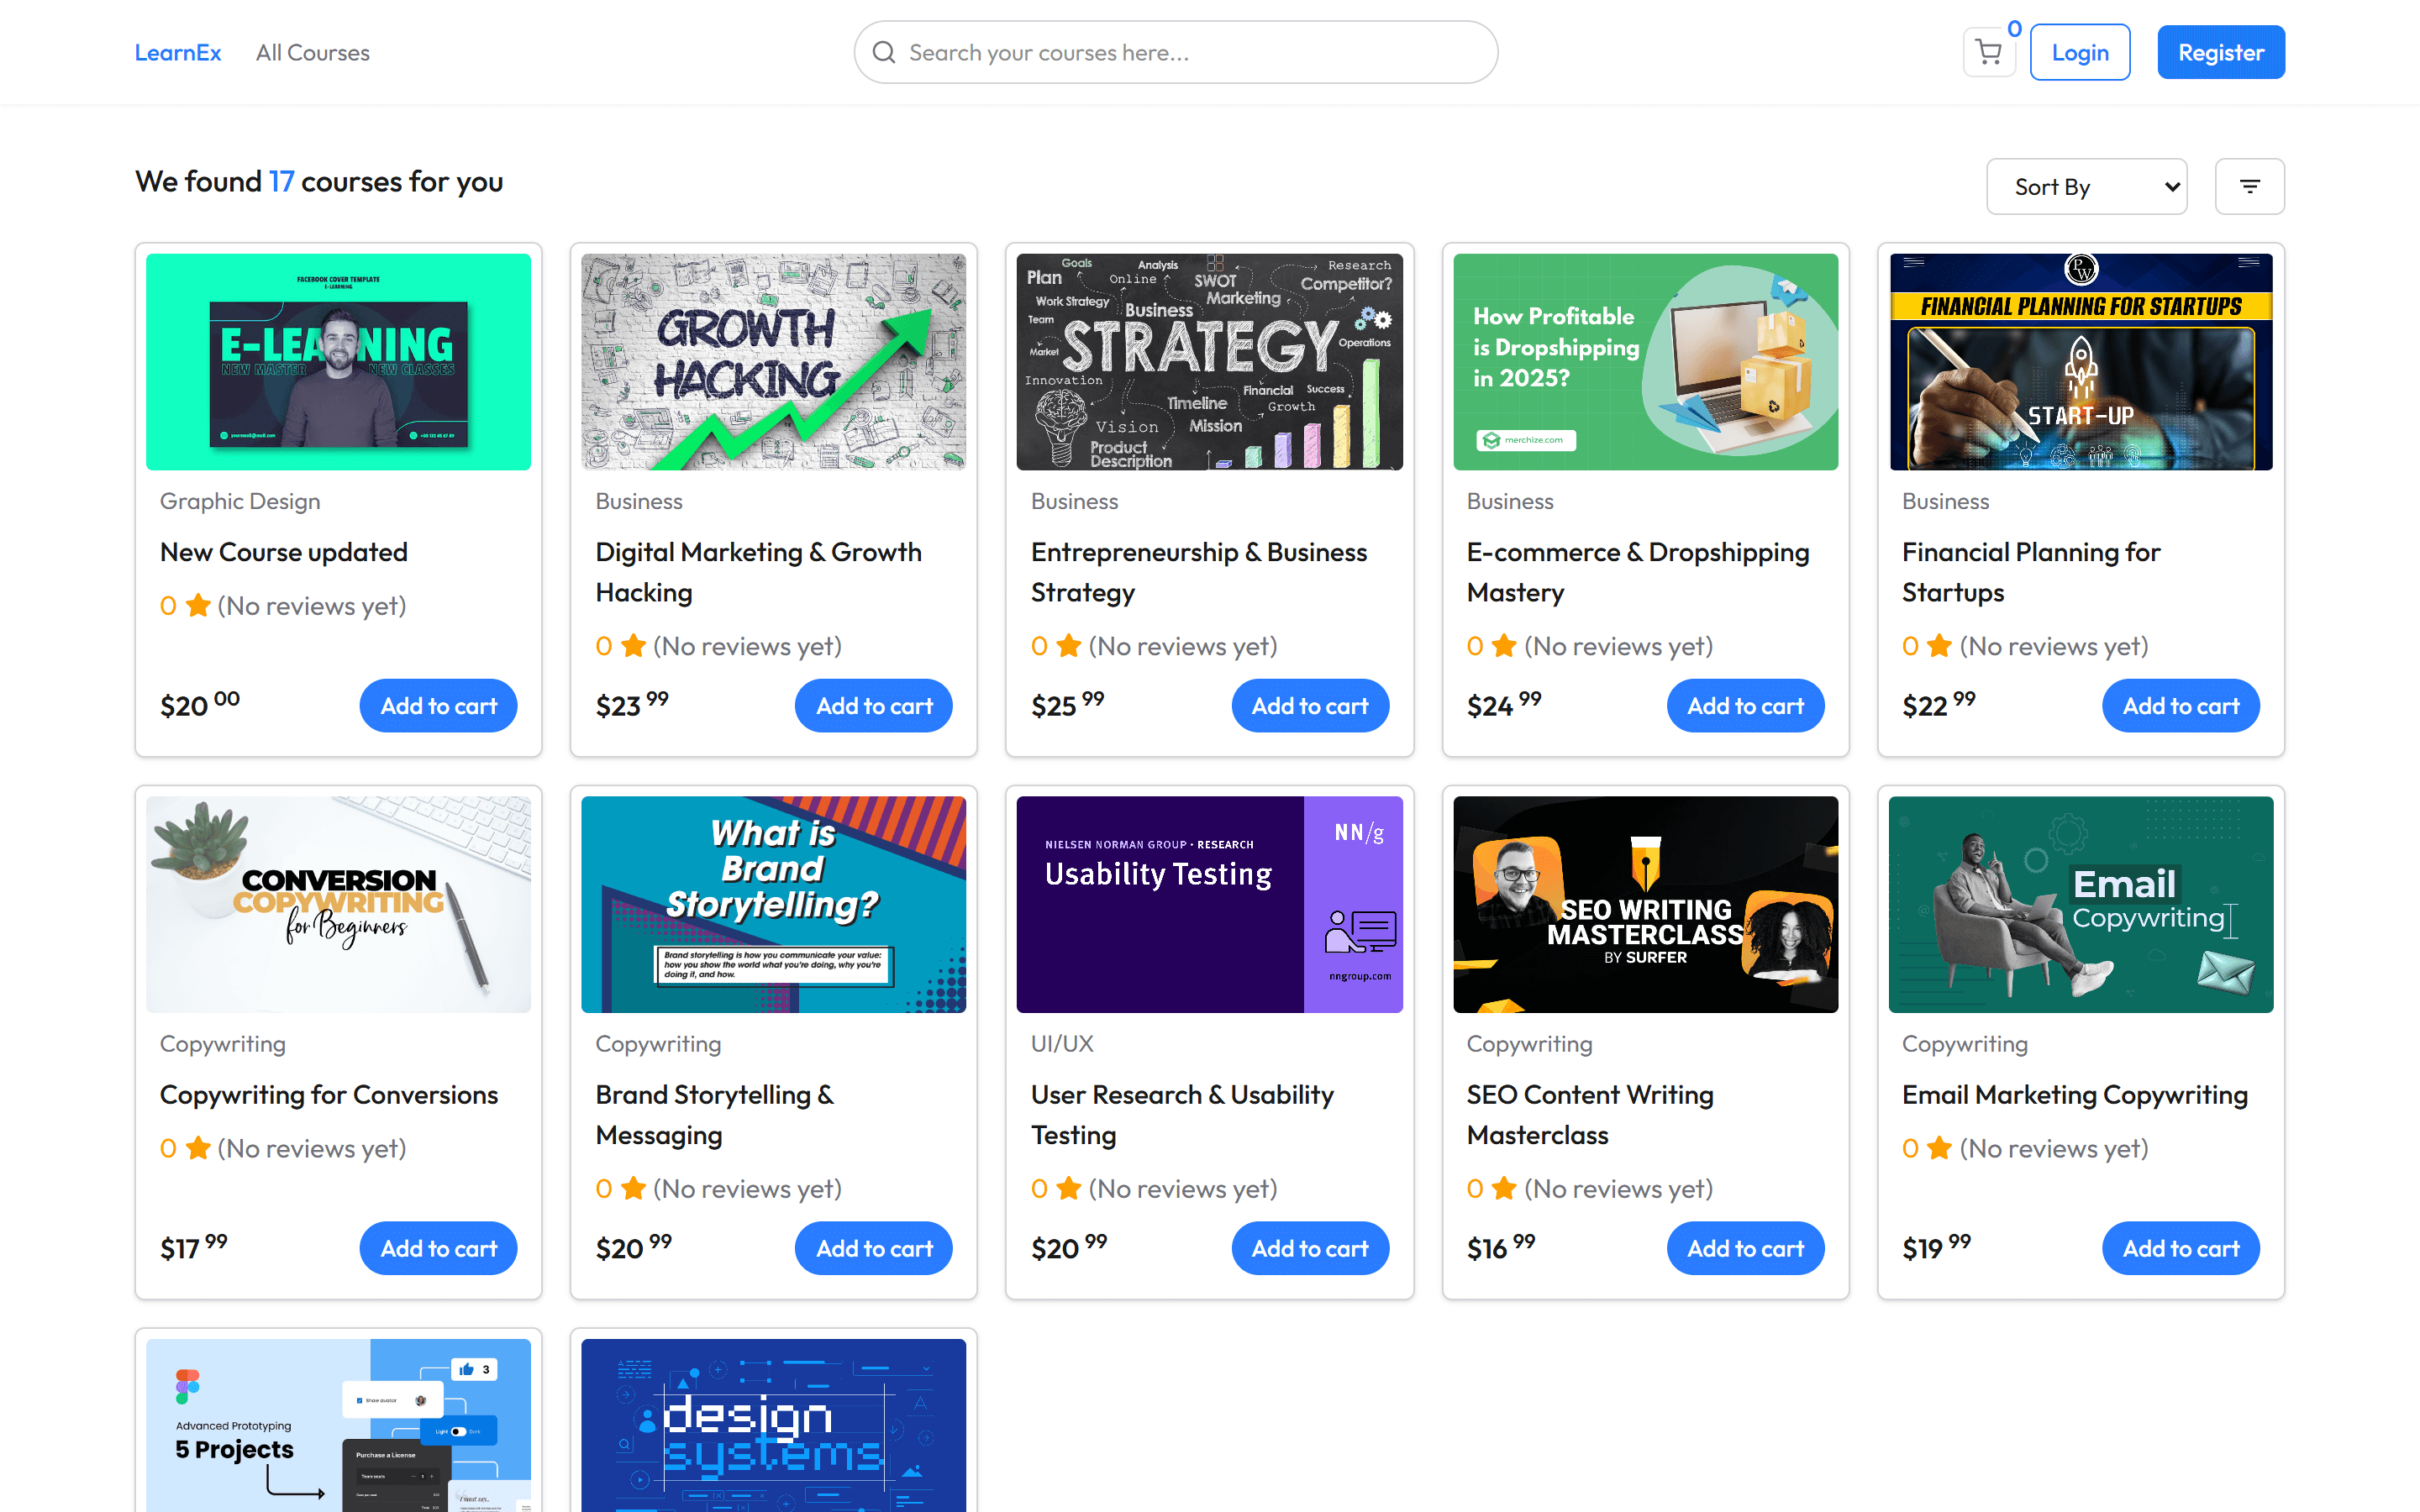 LearnEx
All Courses
Search your courses here...
0
Login
Register
We found 17 courses for you
Sort By
FACEBOOK COVER TEMPLATE
E-LEARNING
E-LEARNING
NEW MASTER NEW CLASSES
Graphic Design
New Course updated
0 (No reviews yet)
$20 00
Add to cart
GROWTH
HACKING
Business
Digital Marketing & Growth
Hacking
0 (No reviews yet)
$23 99
Add to cart
Goals
Analysis
Research
Plan
Online
SWOT
Competitor?
Work Strategy
Marketing
Business
Team
STRATEGY
Market
Operations
Innovation
Financial
Success
Timeline
Growth
Vision
Mission
Product
Description
Business
Entrepreneurship & Business
Strategy
0 (No reviews yet)
$25 99
Add to cart
How Profitable
is Dropshipping
in 2025?
merchize.com
Business
E-commerce & Dropshipping
Mastery
0 (No reviews yet)
$24 99
Add to cart
PW
FINANCIAL PLANNING FOR STARTUPS
START-UP
Business
Financial Planning for
Startups
0 (No reviews yet)
$22 99
Add to cart
CONVERSION
COPYWRITING
for Beginners
Copywriting
Copywriting for Conversions
0 (No reviews yet)
$17 99
Add to cart
What is
Brand
Storytelling?
Brand storytelling is how you communicate your value:
how you show the world what you're doing, why you're
doing it, and how.
Copywriting
Brand Storytelling &
Messaging
0 (No reviews yet)
$20 99
Add to cart
NN/g
NIELSEN NORMAN GROUP • RESEARCH
Usability Testing
nngroup.com
UI/UX
User Research & Usability
Testing
0 (No reviews yet)
$20 99
Add to cart
SEO WRITING
MASTERCLASS
BY SURFER
Copywriting
SEO Content Writing
Masterclass
0 (No reviews yet)
$16 99
Add to cart
Email
Copywriting
Copywriting
Email Marketing Copywriting
0 (No reviews yet)
$19 99
Add to cart
3
Show avatar
Advanced Prototyping
5 Projects
Light Dark
Purchase a License
Team seats
design
systems